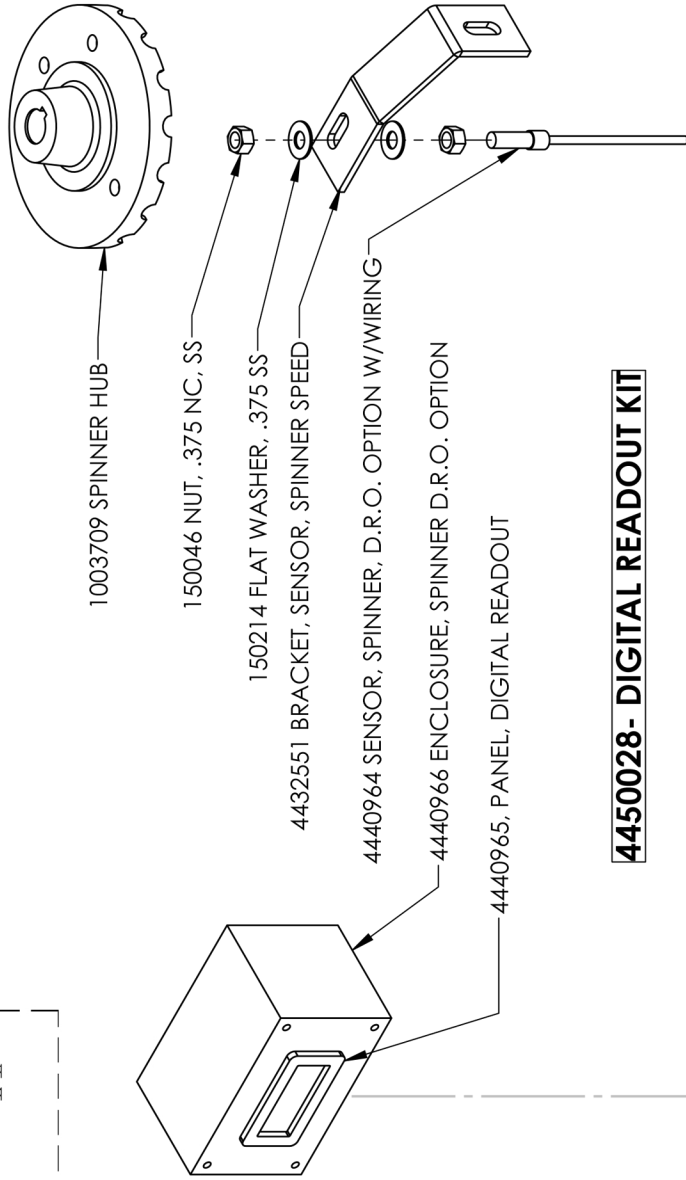 1003709 SPINNER HUB
150046 NUT, .375 NC, SS
150214 FLAT WASHER, .375 SS
4432551 BRACKET, SENSOR, SPINNER SPEED
4440964 SENSOR, SPINNER, D.R.O. OPTION W/WIRING
4440966 ENCLOSURE, SPINNER D.R.O. OPTION
4440965, PANEL, DIGITAL READOUT
4450028- DIGITAL READOUT KIT